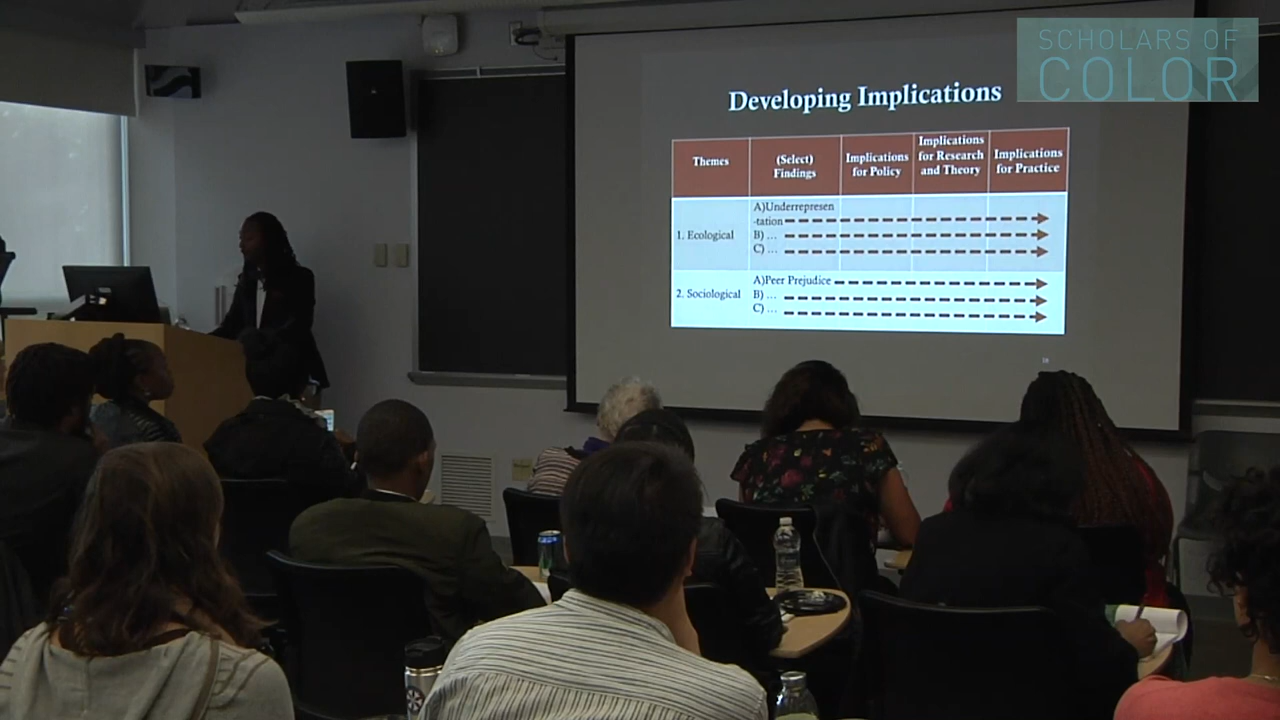 SCHOLARS OF
COLOR
Developing Implications
Themes
(Select)
Findings
Implications
for Policy
Implications
for Research
and Theory
Implications
for Practice
1. Ecological
A)Underrepresen
-tation
B) ...
C) ...
2. Sociological
A)Peer Prejudice
B) ...
C) ...